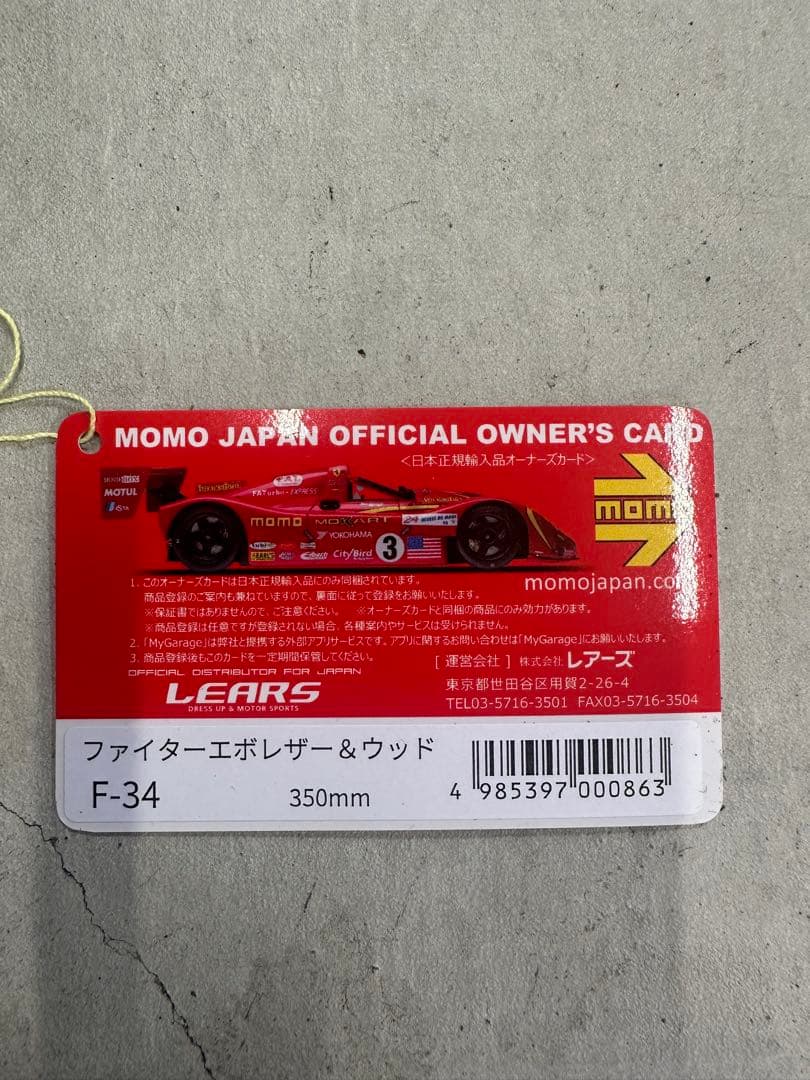 MOMO JAPAN OFFICIAL OWNER'S CARD
<日本正規輸入品オーナーズカード>
MOTUL
momo
MOMO
YOKOHAMA
CityBird
3
momojapan.co
1. このオーナーズカードは日本正規輸入品にのみ同梱されています。
商品登録のご案内も兼ねていますので、裏面に従って登録をお願いいたします。
※保証書ではありませんので、ご注意ください。 ※オーナーズカードと同梱の商品にのみ効力があります。
※商品登録は任意ですが登録されない場合、各種案内やサービスは受けられません。
2. 「MyGarage」は弊社と提携する外部アプリサービスです。アプリに関するお問い合わせは「MyGarage」にお願いいたします。
3. 商品登録後もこのカードを一定期間保管してください。
OFFICIAL DISTRIBUTOR FOR JAPAN
LEARS
DRESS UP & MOTOR SPORTS
[ 運営会社 ] 株式会社 レアーズ
東京都世田谷区用賀2-26-4
TEL03-5716-3501 FAX03-5716-3504
ファイターエボレザー＆ウッド
F-34 350mm
4 985397 000863